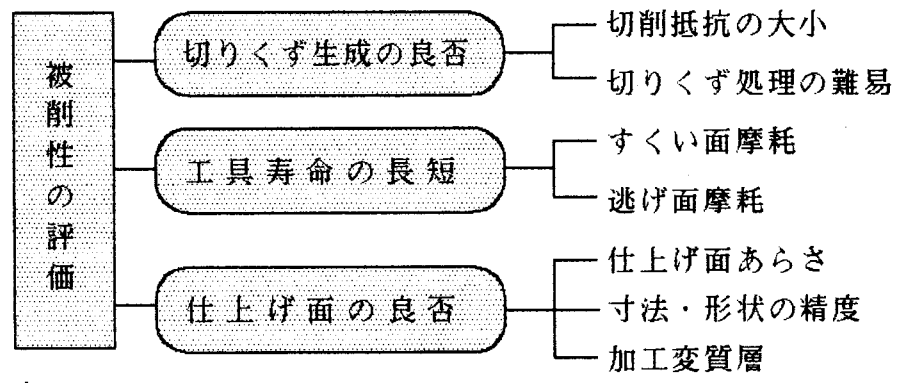 被削性の評価
切りくず生成の良否
切削抵抗の大小
切りくず処理の難易
工具寿命の長短
すくい面摩耗
逃げ面摩耗
仕上げ面の良否
仕上げ面あらさ
寸法・形状の精度
加工変質層